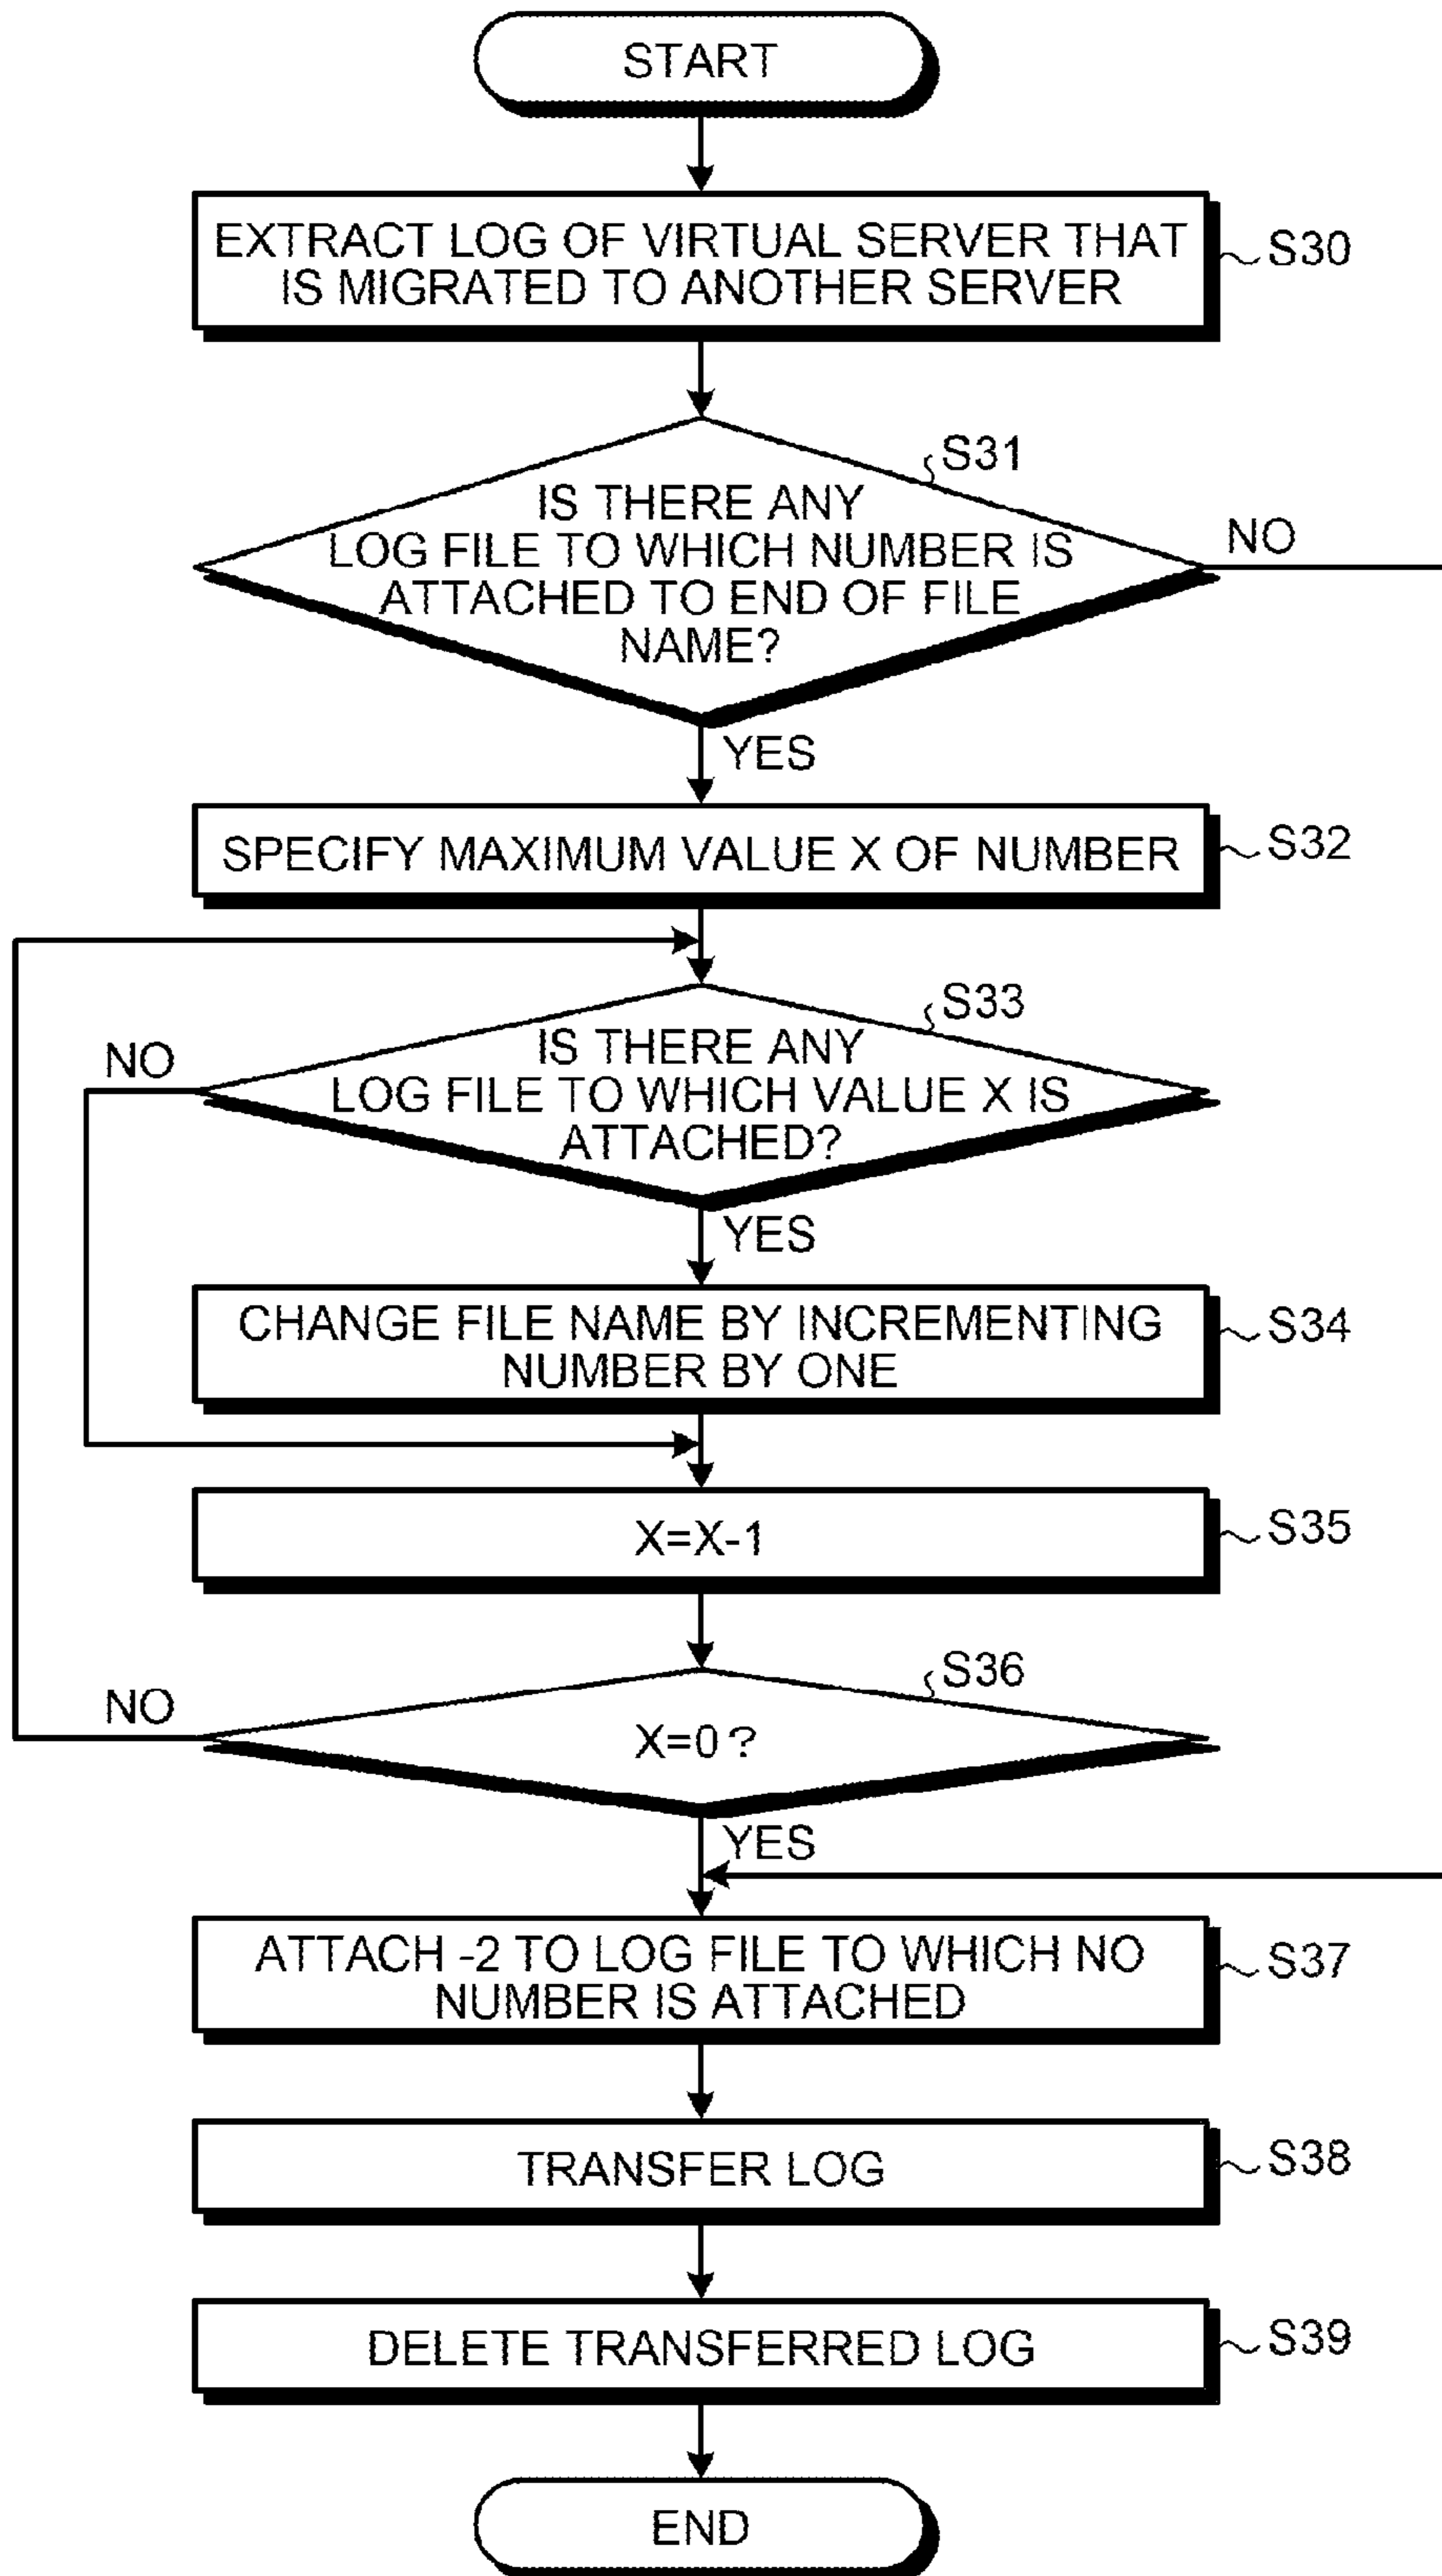 START
EXTRACT LOG OF VIRTUAL SERVER THAT
IS MIGRATED TO ANOTHER SERVER
S30
S31
IS THERE ANY
LOG FILE TO WHICH NUMBER IS
ATTACHED TO END OF FILE
NAME?
NO
YES
SPECIFY MAXIMUM VALUE X OF NUMBER
S32
S33
IS THERE ANY
LOG FILE TO WHICH VALUE X IS
ATTACHED?
NO
YES
CHANGE FILE NAME BY INCREMENTING
NUMBER BY ONE
S34
X=X-1
S35
S36
X=0 ?
NO
YES
ATTACH -2 TO LOG FILE TO WHICH NO
NUMBER IS ATTACHED
S37
TRANSFER LOG
S38
DELETE TRANSFERRED LOG
S39
END